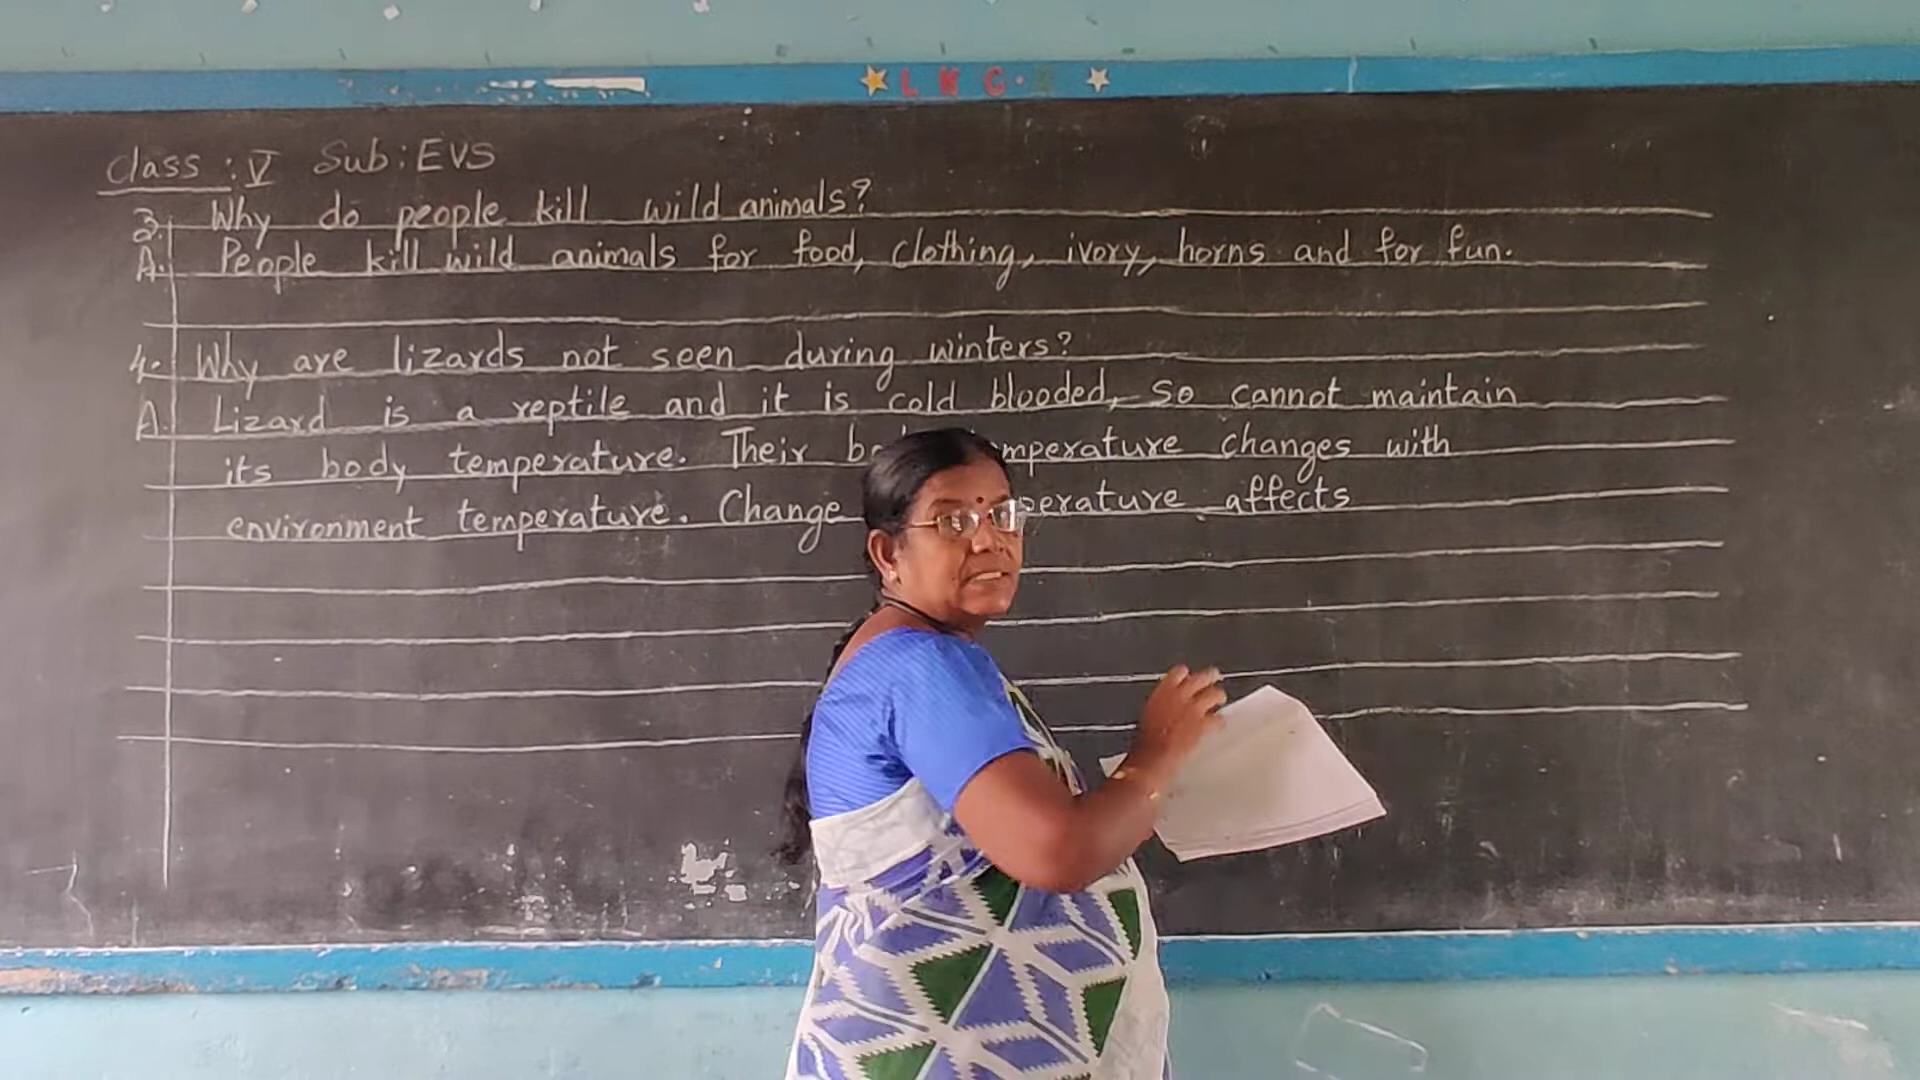 L K G
Class : V Sub : EVS
3. Why do people kill wild animals?
A. People kill wild animals for food, clothing, ivory, horns and for fun.
4. Why are lizards not seen during winters?
A. Lizard is a reptile and it is cold blooded, so cannot maintain
its body temperature. Their changes with
environment temperature. Change affects